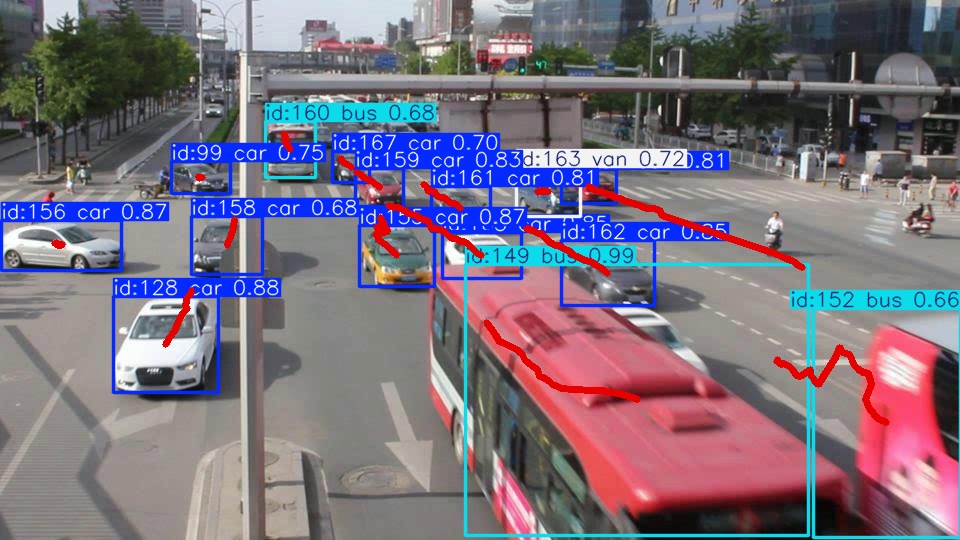 id:160 bus 0.68
id:167 car 0.70
id:99 car 0.75
id:159 car 0.83
d:163 van 0.72
0.81
id:161 car 0.81
id:156 car 0.87
id:158 car 0.68
car 0.87
id:162 car 0.85
id:149 bus 0.99
id:128 car 0.88
id:152 bus 0.66
47